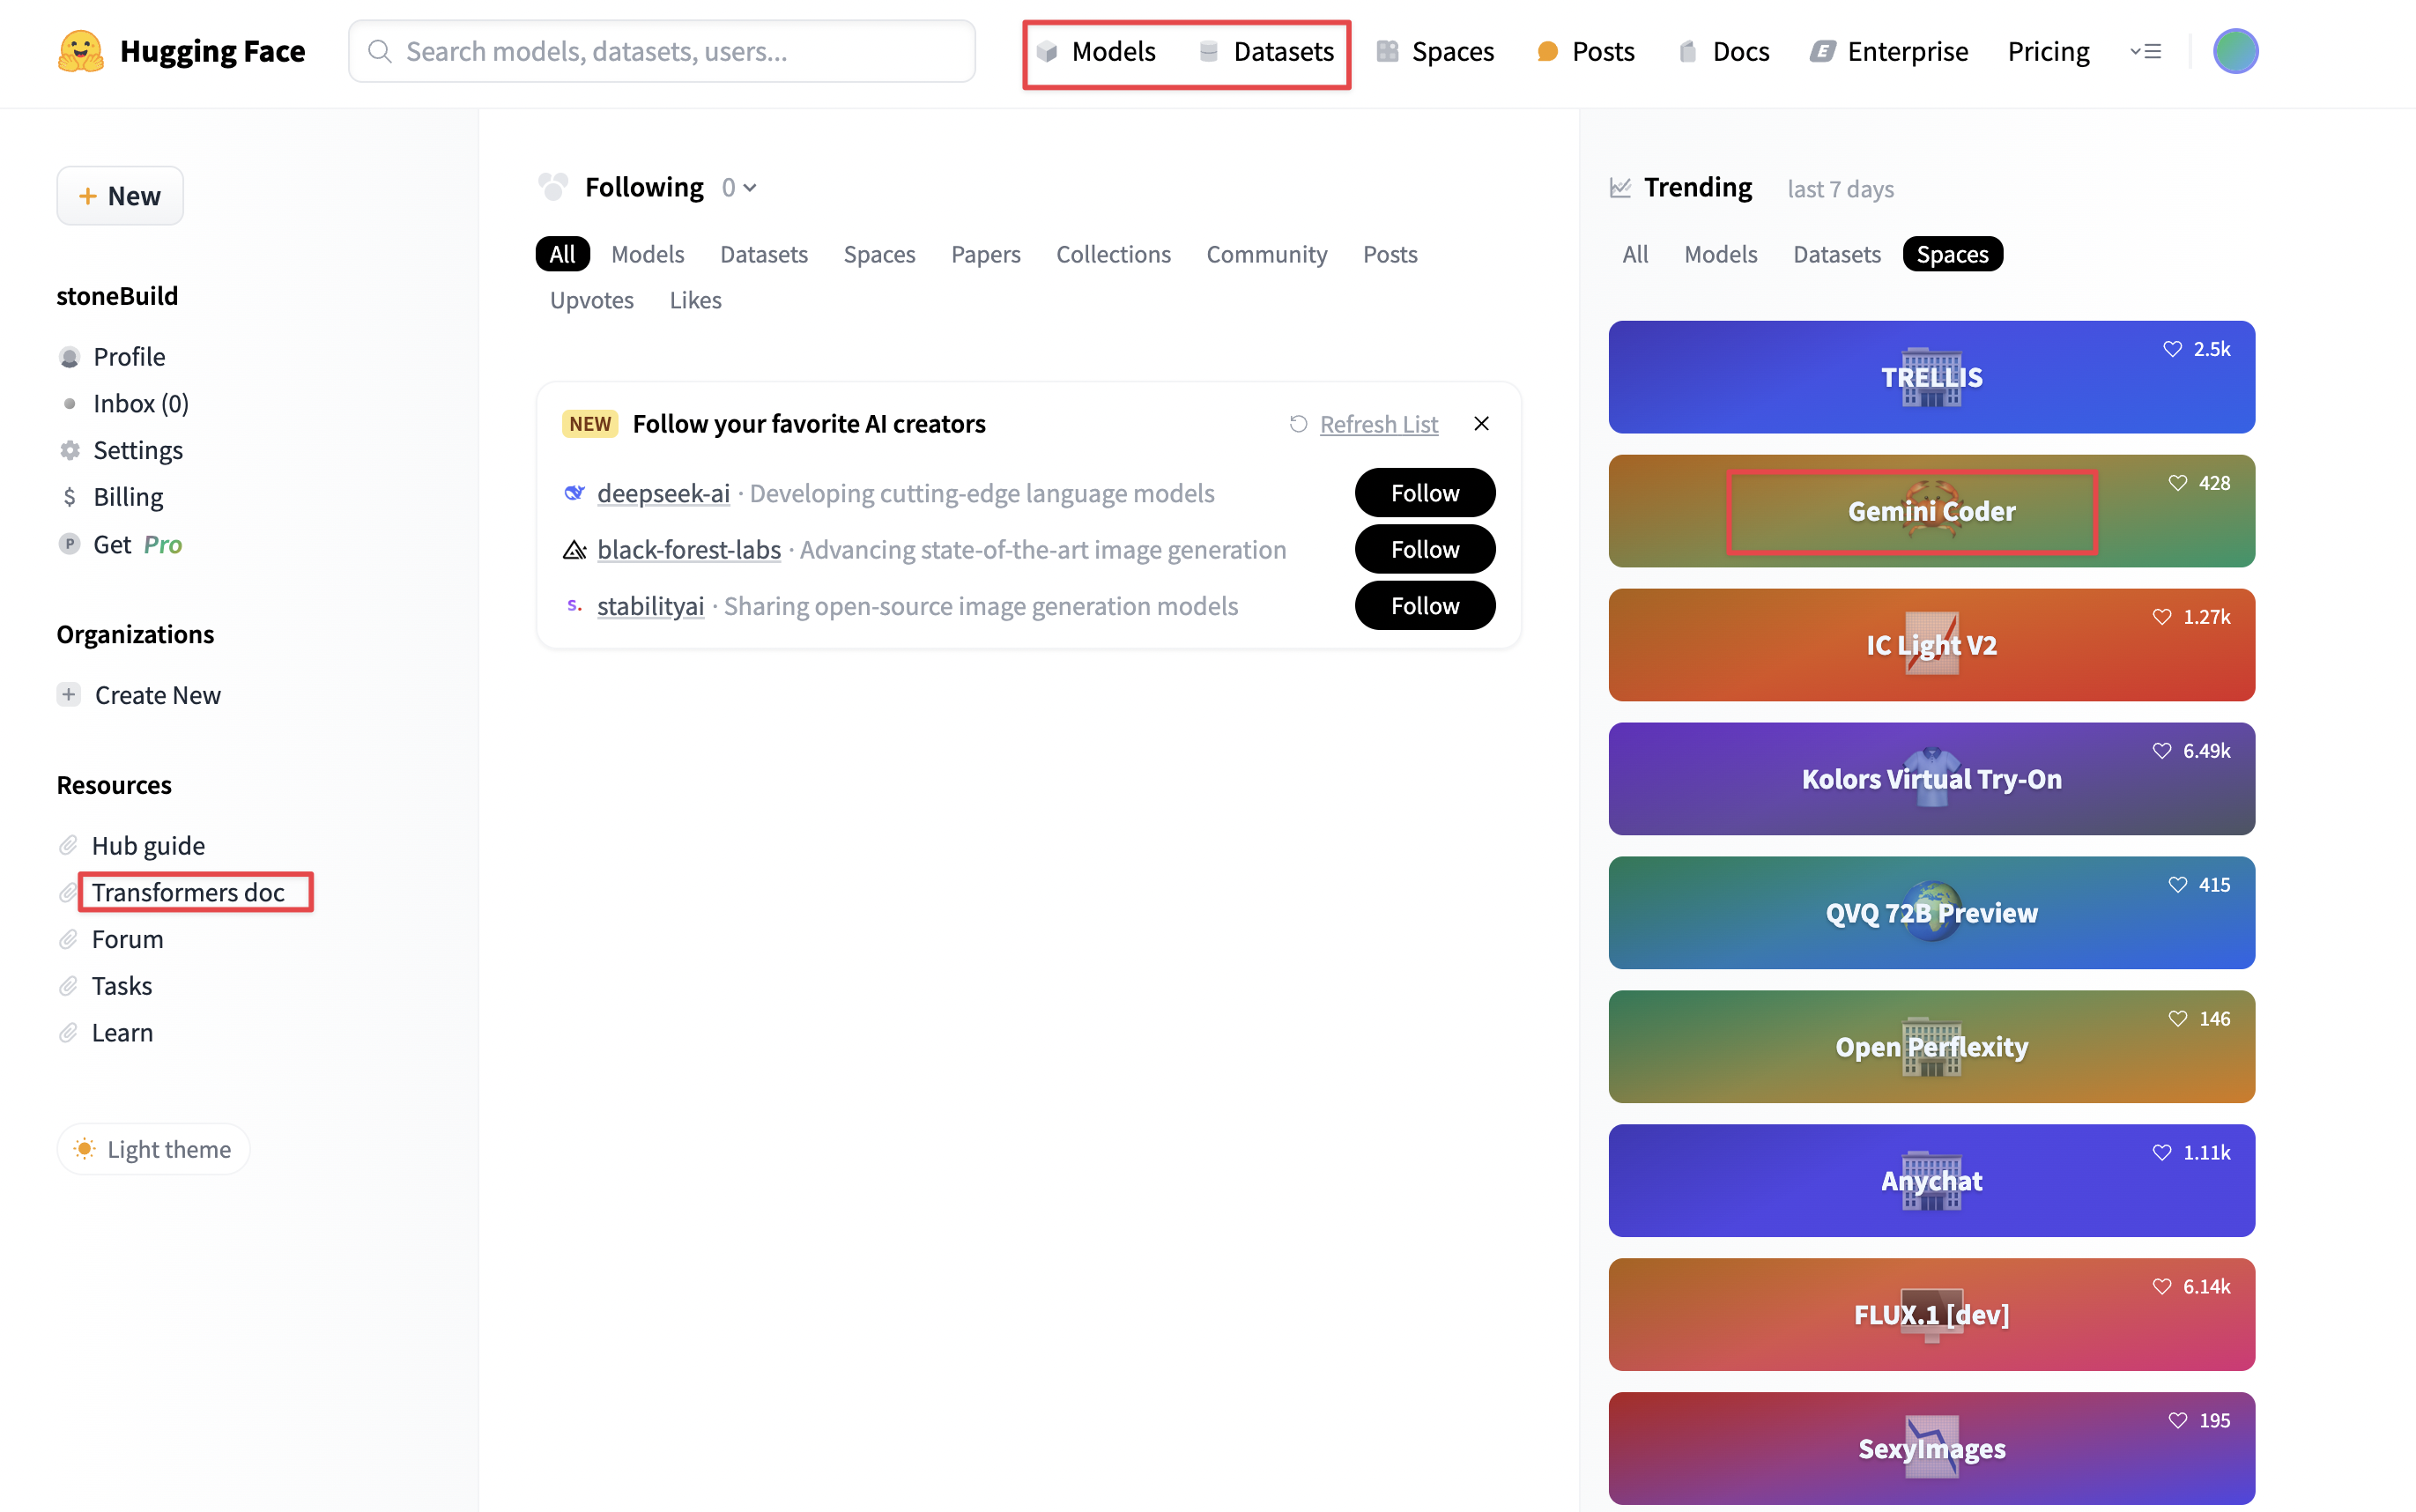 Hugging Face
Search models, datasets, users...
Models
Datasets
Spaces
Posts
Docs
Enterprise
Pricing
New
stoneBuild
Profile
Inbox (0)
Settings
Billing
Get Pro
Organizations
Create New
Resources
Hub guide
Transformers doc
Forum
Tasks
Learn
Light theme
Following 0
All Models Datasets Spaces Papers Collections Community Posts
Upvotes Likes
NEW Follow your favorite AI creators Refresh List
deepseek-ai · Developing cutting-edge language models Follow
black-forest-labs · Advancing state-of-the-art image generation Follow
stabilityai · Sharing open-source image generation models Follow
Trending last 7 days
All Models Datasets Spaces
2.5k
TRELLIS
428
Gemini Coder
1.27k
IC Light V2
6.49k
Kolors Virtual Try-On
415
QVQ 72B Preview
146
Open Perflexity
1.11k
Anychat
6.14k
FLUX.1 [dev]
195
SexyImages